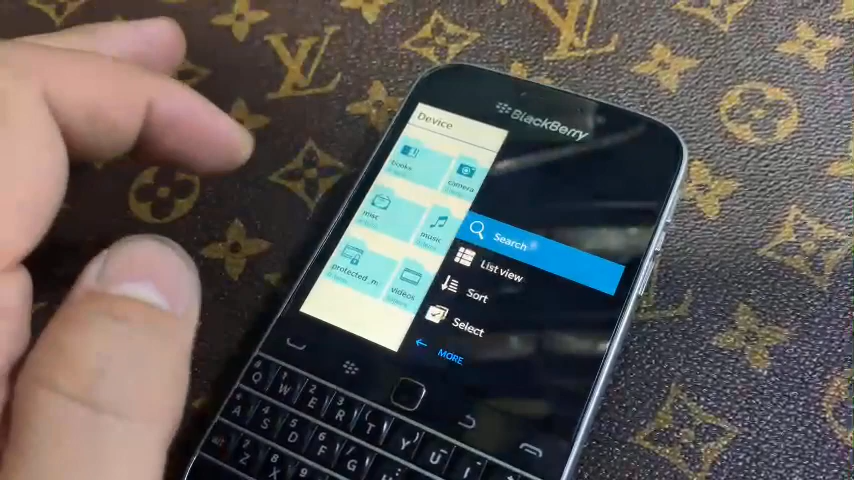 BlackBerry
Device
books
camera
misc
music
protected_m
videos
Search
List view
Sort
Select
MORE
Q W E R T Y U I
A S D F G H
Z X